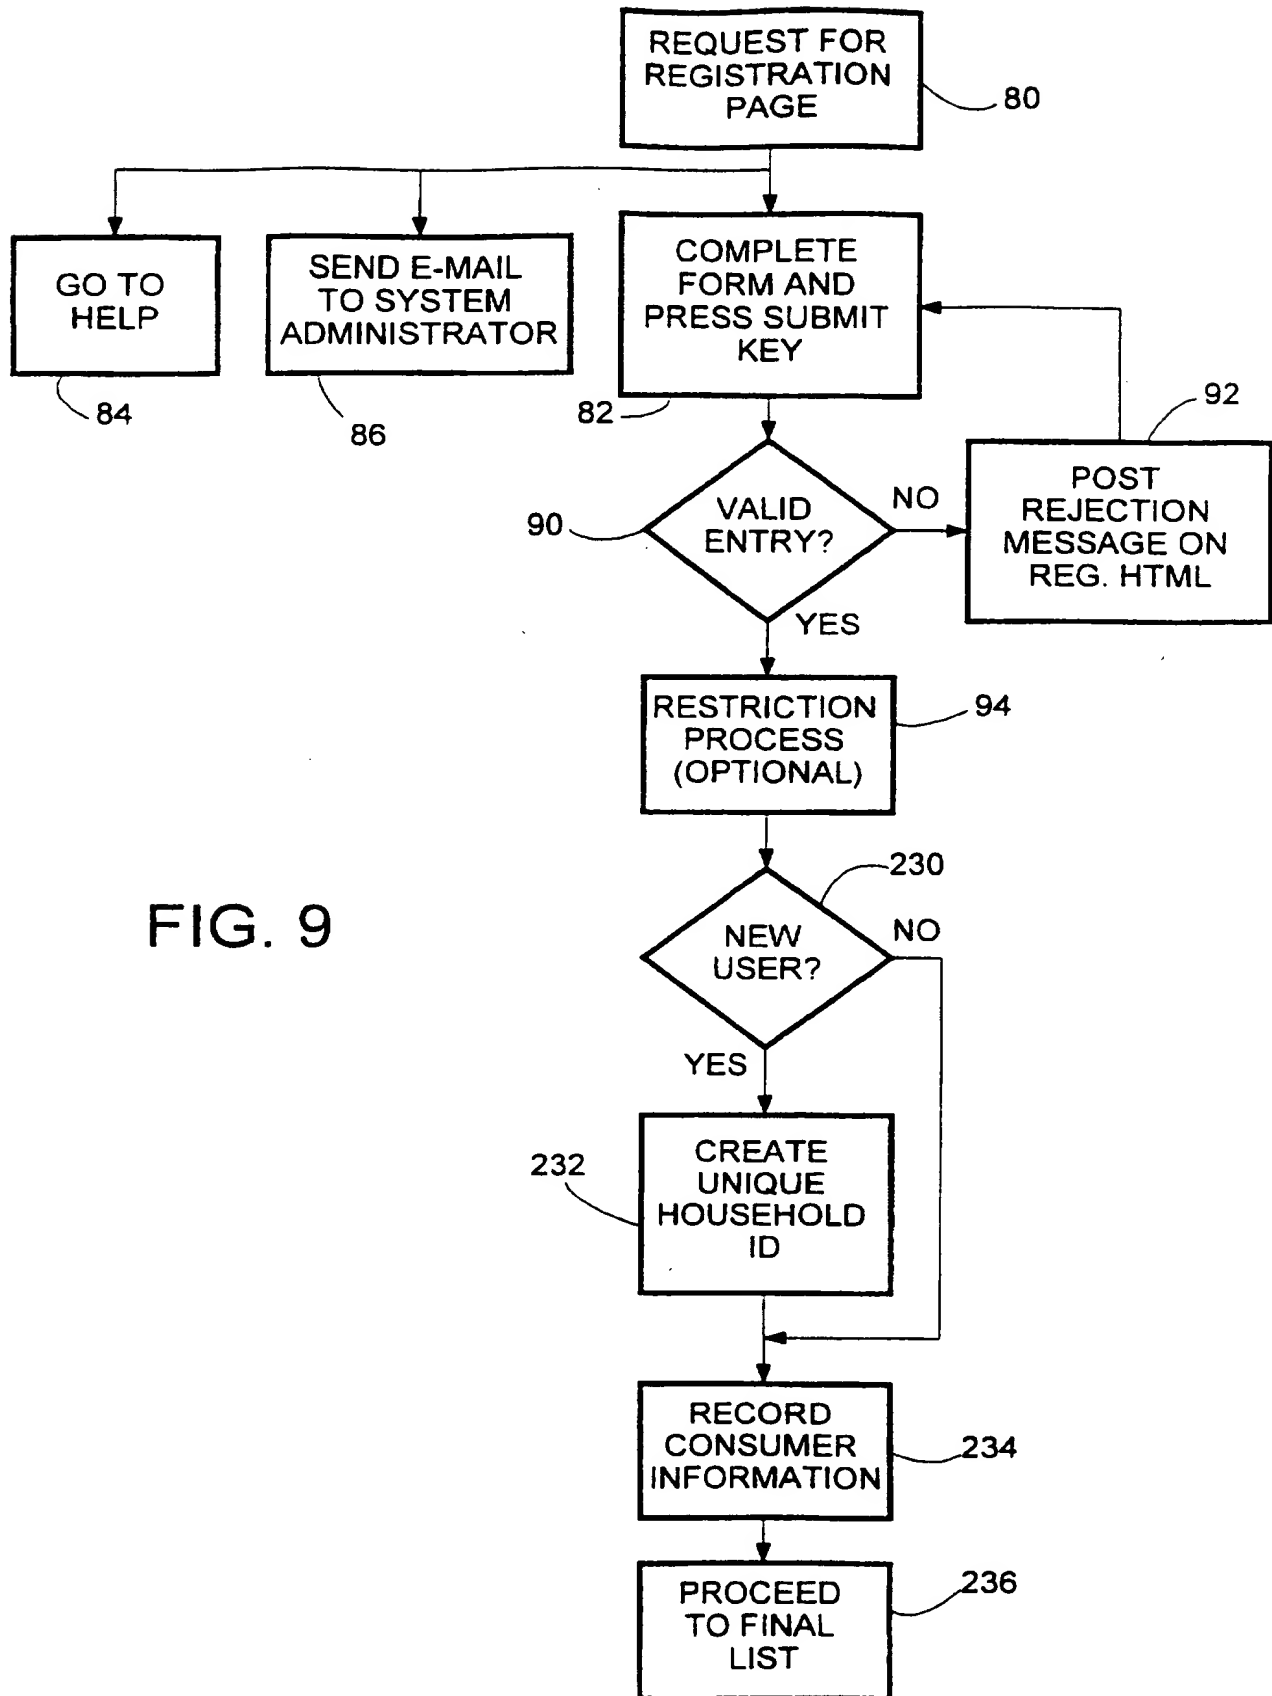 REQUEST FOR
REGISTRATION
PAGE
80
GO TO
HELP
84
SEND E-MAIL
TO SYSTEM
ADMINISTRATOR
86
COMPLETE
FORM AND
PRESS SUBMIT
KEY
82
92
POST
REJECTION
MESSAGE ON
REG. HTML
90
VALID
ENTRY?
NO
YES
RESTRICTION
PROCESS
(OPTIONAL)
94
230
NEW
USER?
NO
YES
FIG. 9
232
CREATE
UNIQUE
HOUSEHOLD
ID
RECORD
CONSUMER
INFORMATION
234
PROCEED
TO FINAL
LIST
236